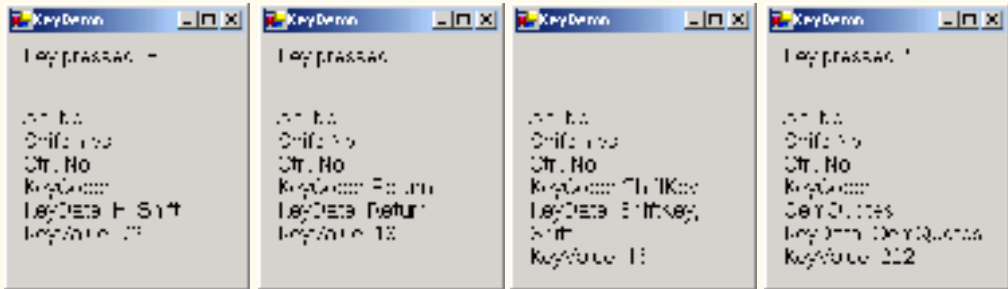 KeyDemo
Key pressed: H
Alt: No
Shift: Yes
Ctrl: No
KeyCode: H
KeyData: H, Shift
KeyValue: 72
KeyDemo
Key pressed:
Alt: No
Shift: No
Ctrl: No
KeyCode: Return
KeyData: Return
KeyValue: 13
KeyDemo
Alt: No
Shift: Yes
Ctrl: No
KeyCode: ShiftKey
KeyData: ShiftKey,
Shift
KeyValue: 16
KeyDemo
Key pressed: '
Alt: No
Shift: No
Ctrl: No
KeyCode:
OemQuotes
KeyData: OemQuotes
KeyValue: 222